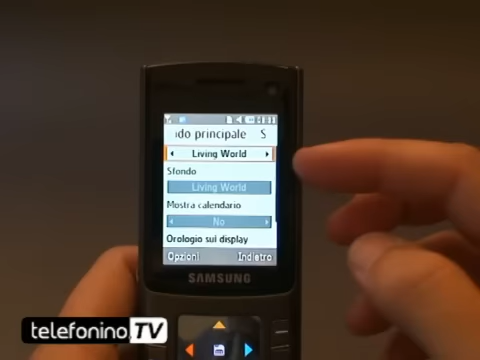 ido principale S
Living World
Sfondo
Living World
Mostra calendario
No
Orologio sul display
Opzioni Indietro
SAMSUNG
telefonino TV